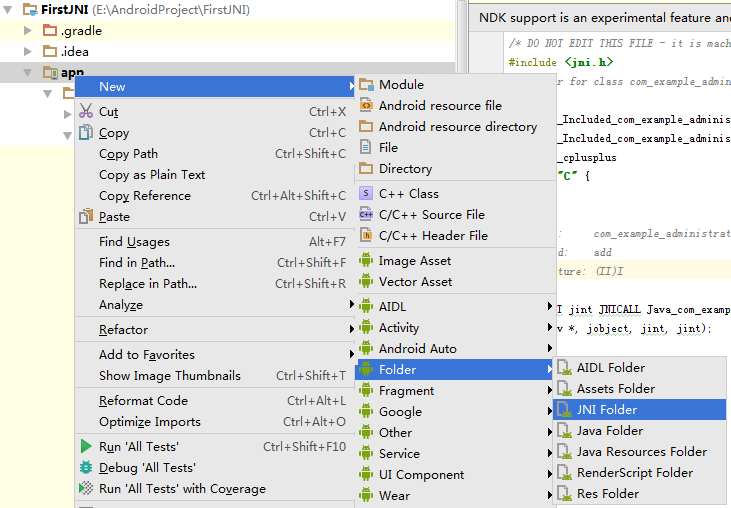 FirstJNI (E:\AndroidProject\FirstJNI)
.gradle
.idea
app
New
Cut Ctrl+X
Copy Ctrl+C
Copy Path Ctrl+Shift+C
Copy as Plain Text
Copy Reference Ctrl+Alt+Shift+C
Paste Ctrl+V
Find Usages Alt+F7
Find in Path... Ctrl+Shift+F
Replace in Path... Ctrl+Shift+R
Analyze
Refactor
Add to Favorites
Show Image Thumbnails Ctrl+Shift+T
Reformat Code Ctrl+Alt+L
Optimize Imports Ctrl+Alt+O
Run 'All Tests' Ctrl+Shift+F10
Debug 'All Tests'
Run 'All Tests' with Coverage
Module
Android resource file
Android resource directory
File
Directory
C++ Class
C/C++ Source File
C/C++ Header File
Image Asset
Vector Asset
AIDL
Activity
Android Auto
Folder
Fragment
Google
Other
Service
UI Component
Wear
AIDL Folder
Assets Folder
JNI Folder
Java Folder
Java Resources Folder
RenderScript Folder
Res Folder
NDK support is an experimental feature and
/* DO NOT EDIT THIS FILE - it is mach
#include <jni.h>
r for class com_example_admin
_Included_com_example_adminis
_Included_com_example_adminis
_cplusplus
"C" {
: com_example_administrat
d: add
ture: (II)I
T jint JNICALL Java_com_examp
v *, jobject, jint, jint);